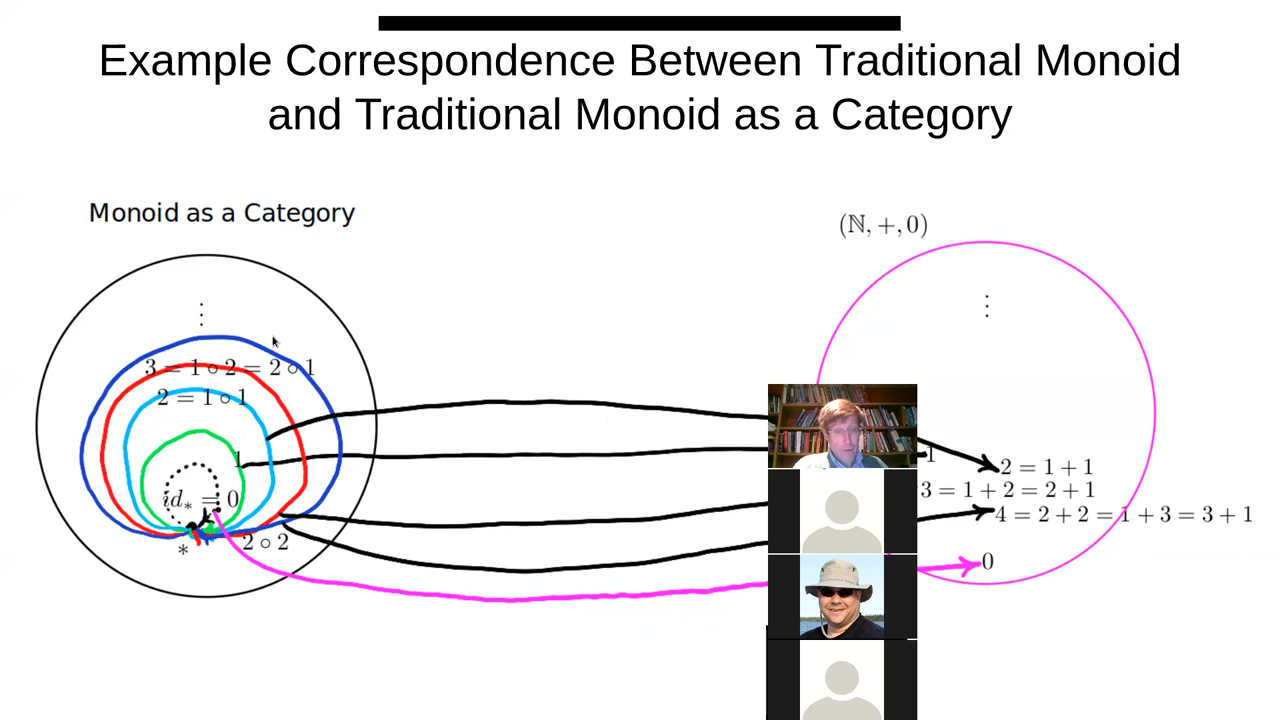 Example Correspondence Between Traditional Monoid
and Traditional Monoid as a Category
Monoid as a Category
(ℕ, +, 0)
⋮
⋮
3 = 1 ∘ 2 = 2 ∘ 1
2 = 1 ∘ 1
1
id* = 0
*
2 ∘ 2
1
2 = 1 + 1
3 = 1 + 2 = 2 + 1
4 = 2 + 2 = 1 + 3 = 3 + 1
0